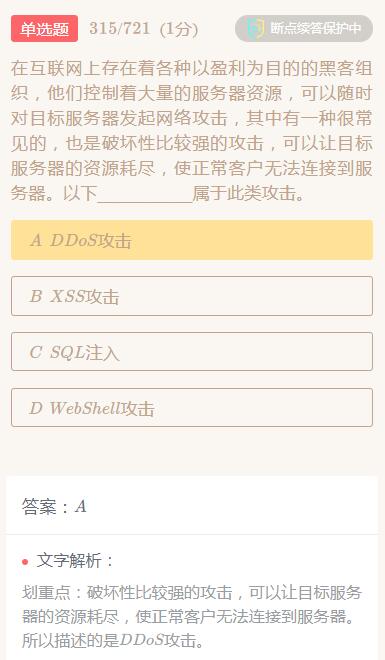 单选题 315/721 (1分) 断点续答保护中
在互联网上存在着各种以盈利为目的的黑客组
织，他们控制着大量的服务器资源，可以随时
对目标服务器发起网络攻击，其中有一种很常
见的，也是破坏性比较强的攻击，可以让目标
服务器的资源耗尽，使正常客户无法连接到服
务器。以下___________属于此类攻击。
A DDoS攻击
B XSS攻击
C SQL注入
D WebShell攻击
答案：A
文字解析：
划重点：破坏性比较强的攻击，可以让目标服务
器的资源耗尽，使正常客户无法连接到服务器。
所以描述的是DDoS攻击。